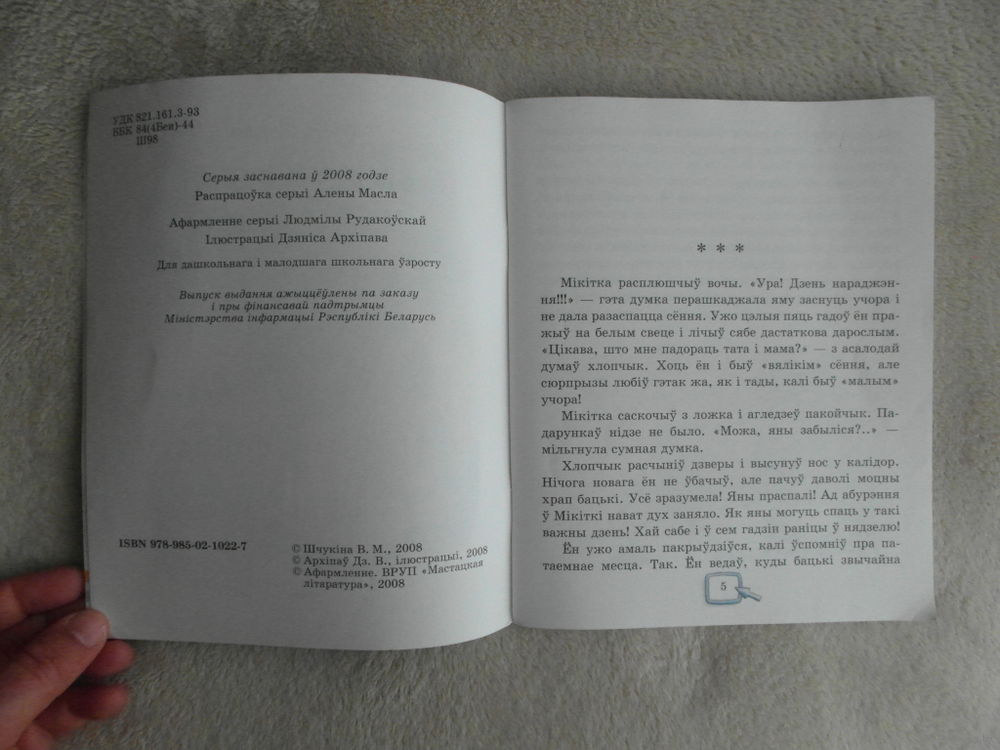 УДК 821.161.3-93
ББК 84(4Беи)-44
Ш98
Серыя заснавана ў 2008 годзе
Распрацоўка серыі Алены Масла
Афармленне серыі Людмілы Рудакоўскай
Ілюстрацыі Дзяніса Архіпава
Для дашкольнага і малодшага школьнага ўзросту
Выпуск выдання ажыццёўлены па заказу
і пры фінансавай падтрымцы
Міністэрства інфармацыі Рэспублікі Беларусь
ISBN 978-985-02-1022-7
© Шчукіна В. М., 2008
© Архіпаў Дз. В., ілюстрацыі, 2008
© Афармленне. ВРУП «Мастацкая
літаратура», 2008
* * *
Мікітка расплюшчыў вочы. «Ура! Дзень нараджэн-
ня!!!» — гэта думка перашкаджала яму заснуць учора і
не дала разаспацца сёння. Ужо цэлыя пяць гадоў ён пра-
жыў на белым свеце і лічыў сябе дастаткова дарослым.
«Цікава, што мне падораць тата і мама?» — з асалодай
думаў хлопчык. Хоць ён і быў «вялікім» сёння, але
сюрпрызы любіў гэтак жа, як і тады, калі быў «малым»
учора!
Мікітка саскочыў з ложка і агледзеў пакойчык. Па-
дарункаў нідзе не было. «Можа, яны забыліся?..» —
мільгнула сумная думка.
Хлопчык расчыніў дзверы і высунуў нос у калідор.
Нічога новага ён не ўбачыў, але пачуў даволі моцны
храп бацькі. Усё зразумела! Яны праспалі! Ад абурэння
ў Мікіткі нават дух заняло. Як яны могуць спаць у такі
важны дзень! Хай сабе і ў сем гадзін раніцы ў нядзелю!
Ён ужо амаль пакрыўдзіўся, калі ўспомніў пра па-
таемнае месца. Так. Ён ведаў, куды бацькі звычайна
5